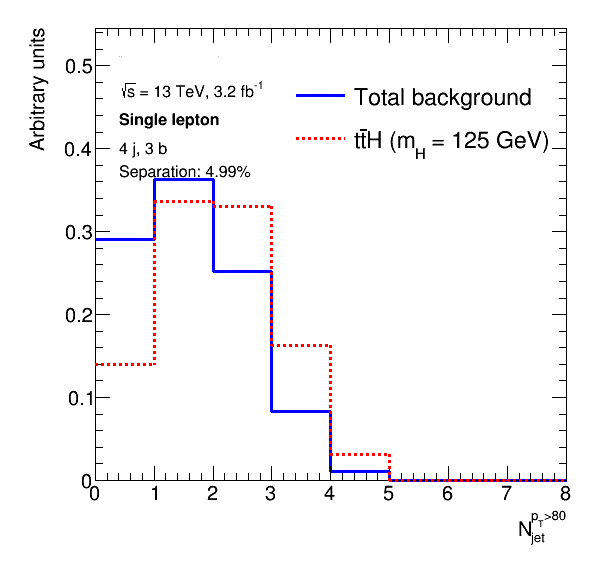 Arbitrary units
0.5
0.4
0.3
0.2
0.1
0
√s = 13 TeV, 3.2 fb⁻¹
Single lepton
4 j, 3 b
Separation: 4.99%
Total background
tt̄H (m_H = 125 GeV)
0 1 2 3 4 5 6 7 8
N_jet^{p_T>80}